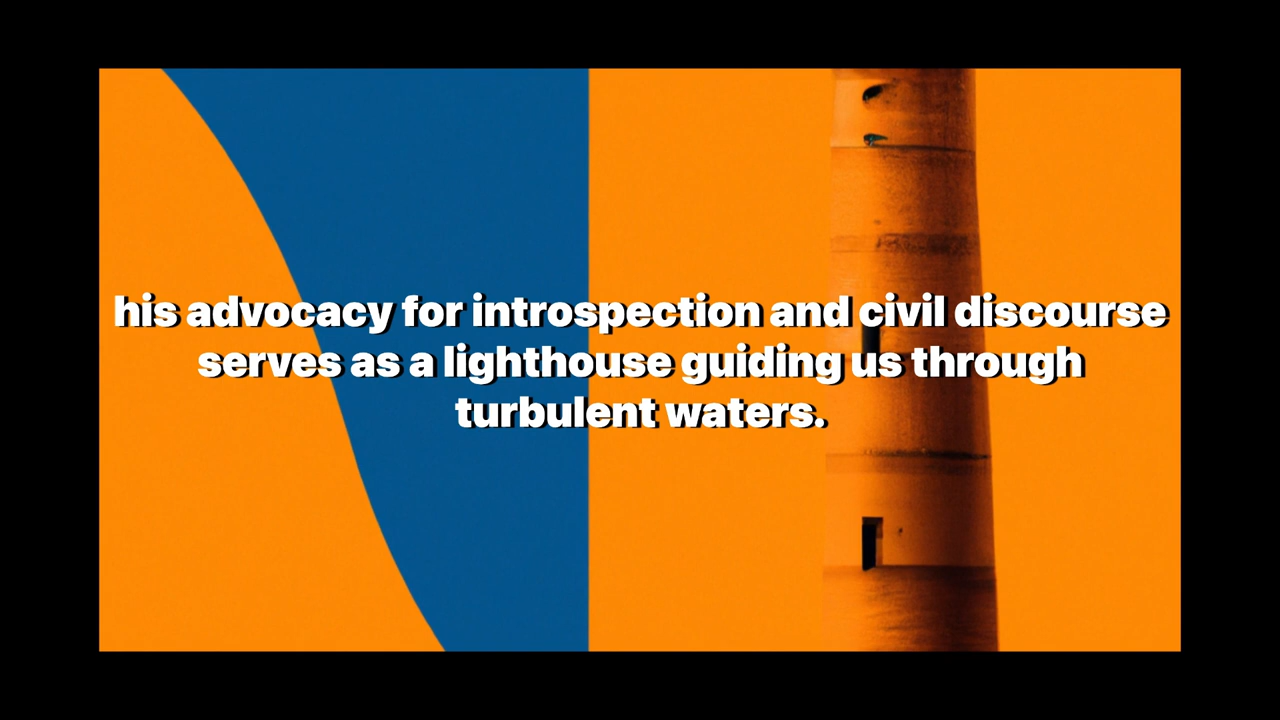 his advocacy for introspection and civil discourse
serves as a lighthouse guiding us through
turbulent waters.